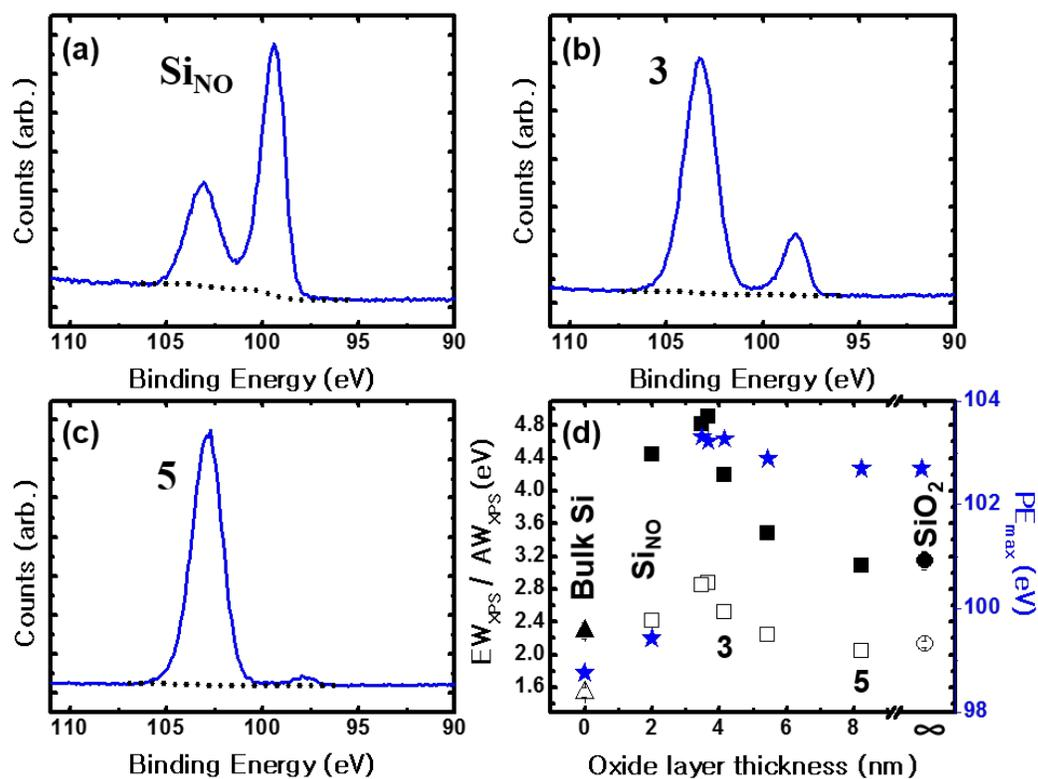 (a)
Si_NO
Counts (arb.)
110 105 100 95 90
Binding Energy (eV)
(b)
3
Counts (arb.)
110 105 100 95 90
Binding Energy (eV)
(c)
5
Counts (arb.)
110 105 100 95 90
Binding Energy (eV)
(d)
EW_XPS / AW_XPS (eV)
4.8
4.4
4.0
3.6
3.2
2.8
2.4
2.0
1.6
Bulk Si
Si_NO
3
5
SiO_2
104
102
100
98
PE_max (eV)
0 2 4 6 8 ∞
Oxide layer thickness (nm)